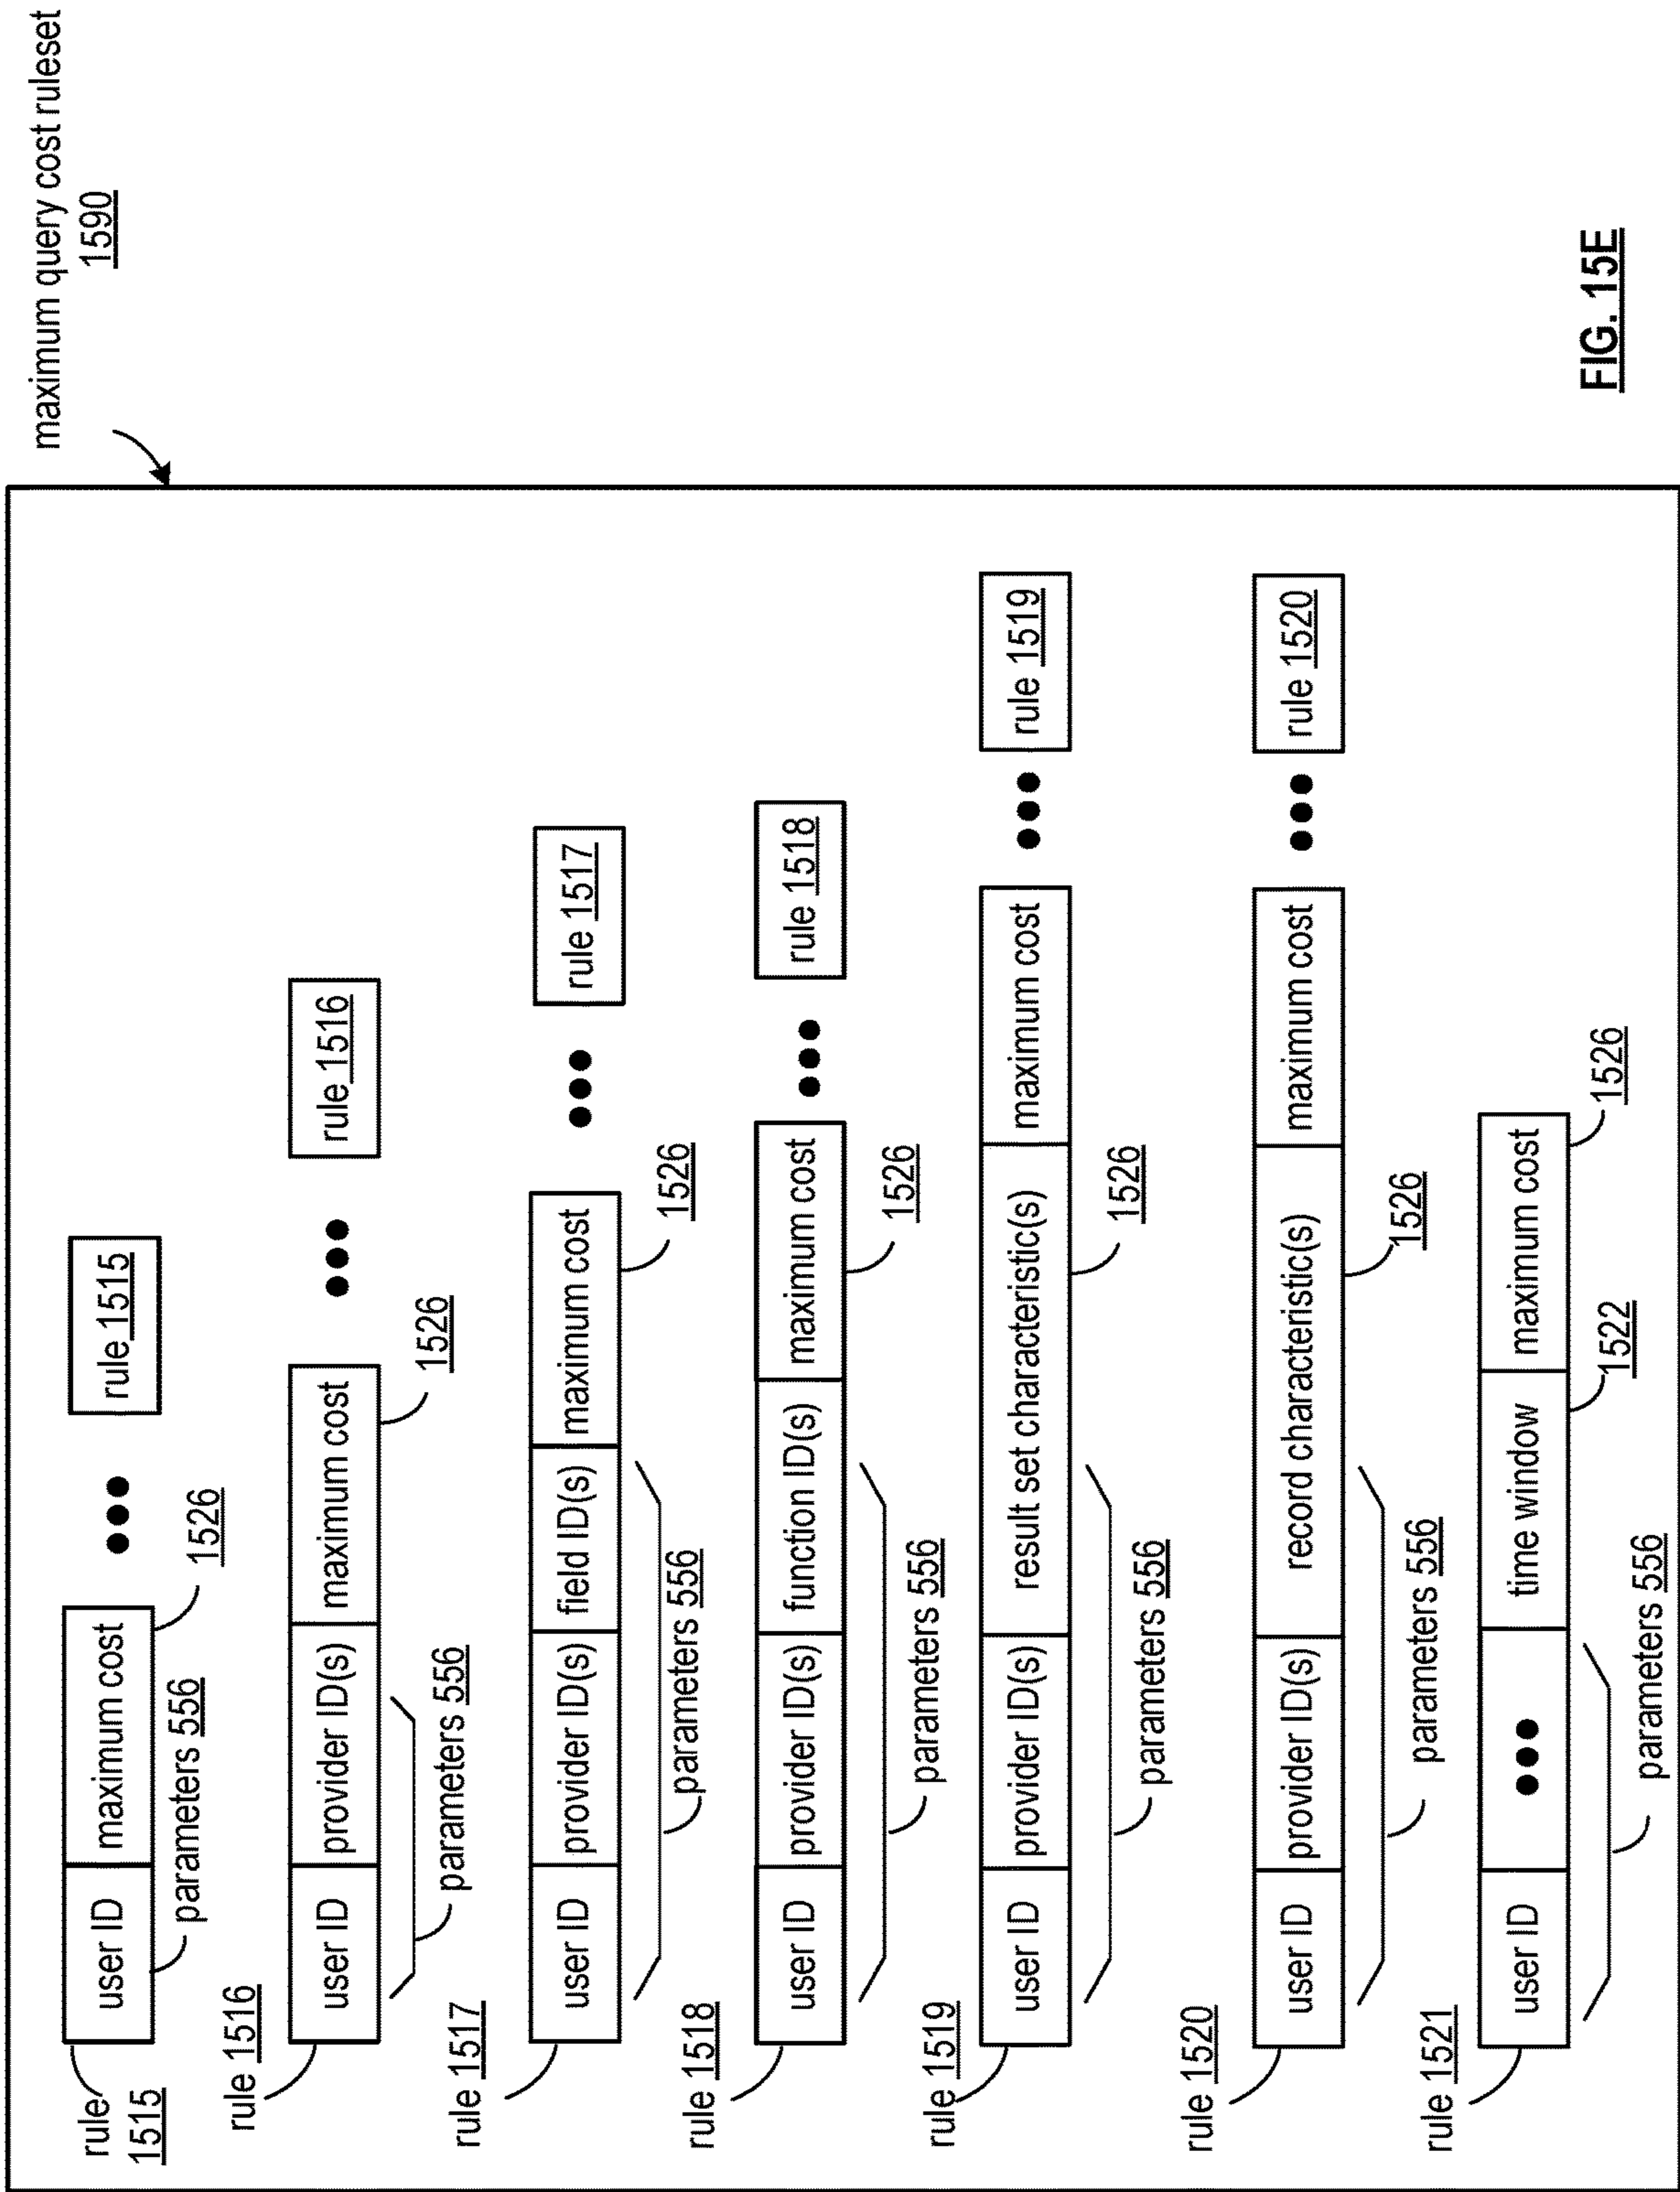 maximum query cost ruleset
1590
rule
1515
user ID
maximum cost
rule 1515
parameters 556
1526
rule 1516
user ID
provider ID(s)
maximum cost
rule 1516
parameters 556
1526
rule 1517
user ID
provider ID(s)
field ID(s)
maximum cost
rule 1517
parameters 556
1526
rule 1518
user ID
provider ID(s)
function ID(s)
maximum cost
rule 1518
parameters 556
1526
rule 1519
user ID
provider ID(s)
result set characteristic(s)
maximum cost
rule 1519
parameters 556
1526
rule 1520
user ID
provider ID(s)
record characteristic(s)
maximum cost
rule 1520
parameters 556
1526
rule 1521
user ID
time window
maximum cost
parameters 556
1522
1526
FIG. 15E